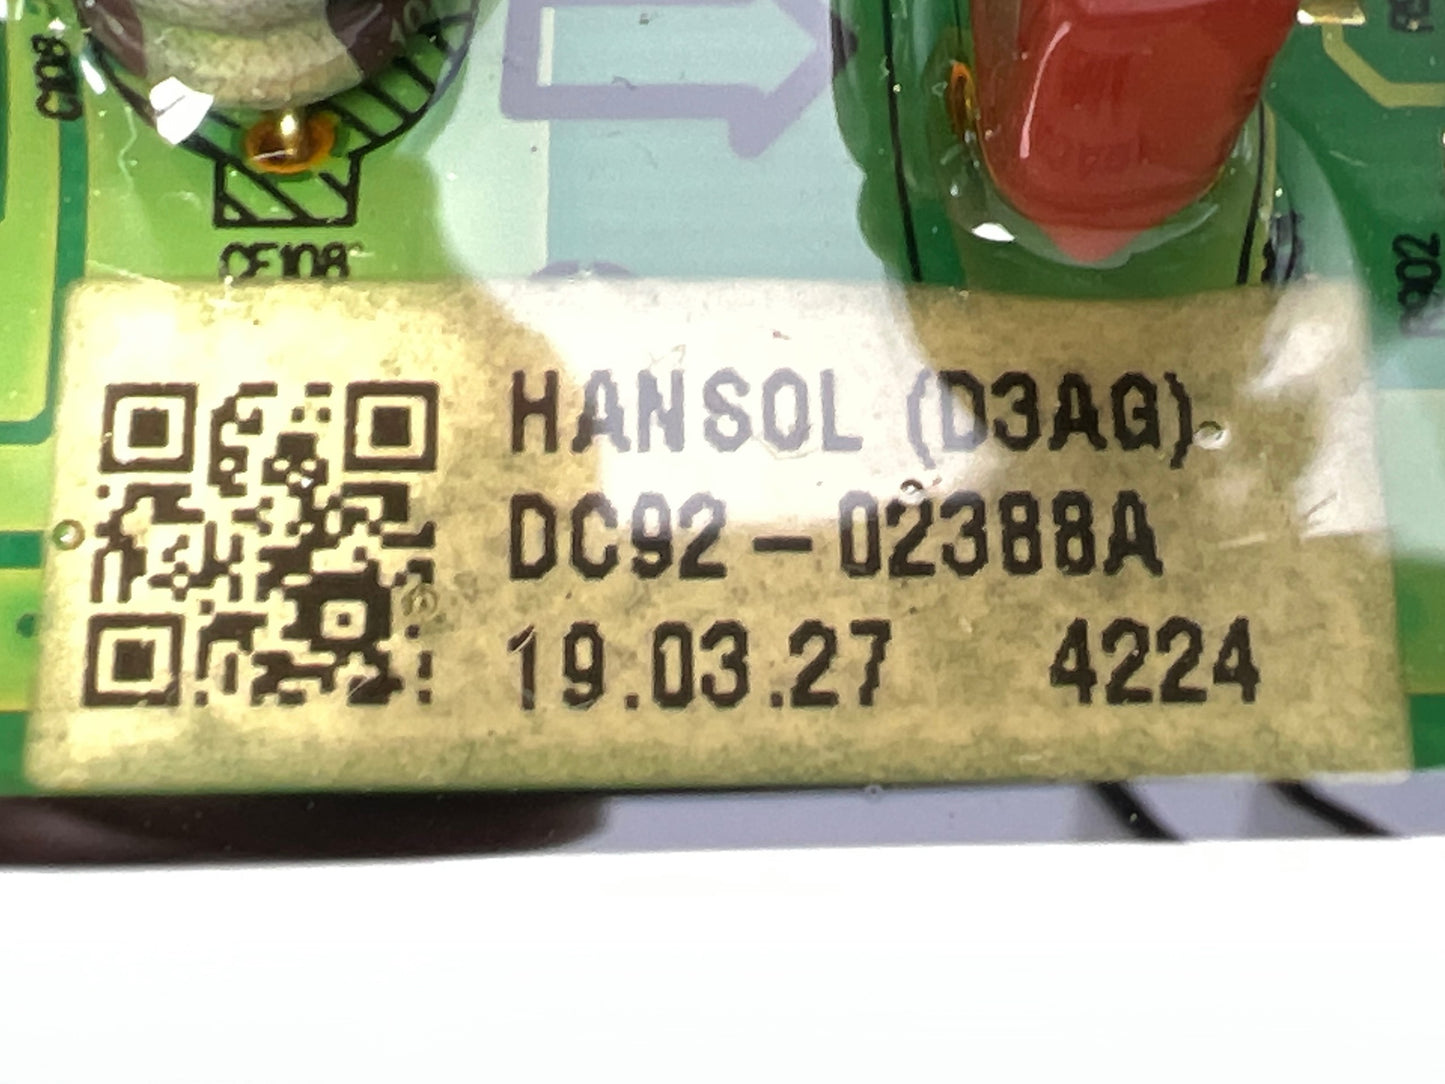 C108
CE108
HANSOL (D3AG)
DC92-02388A
19.03.27 4224